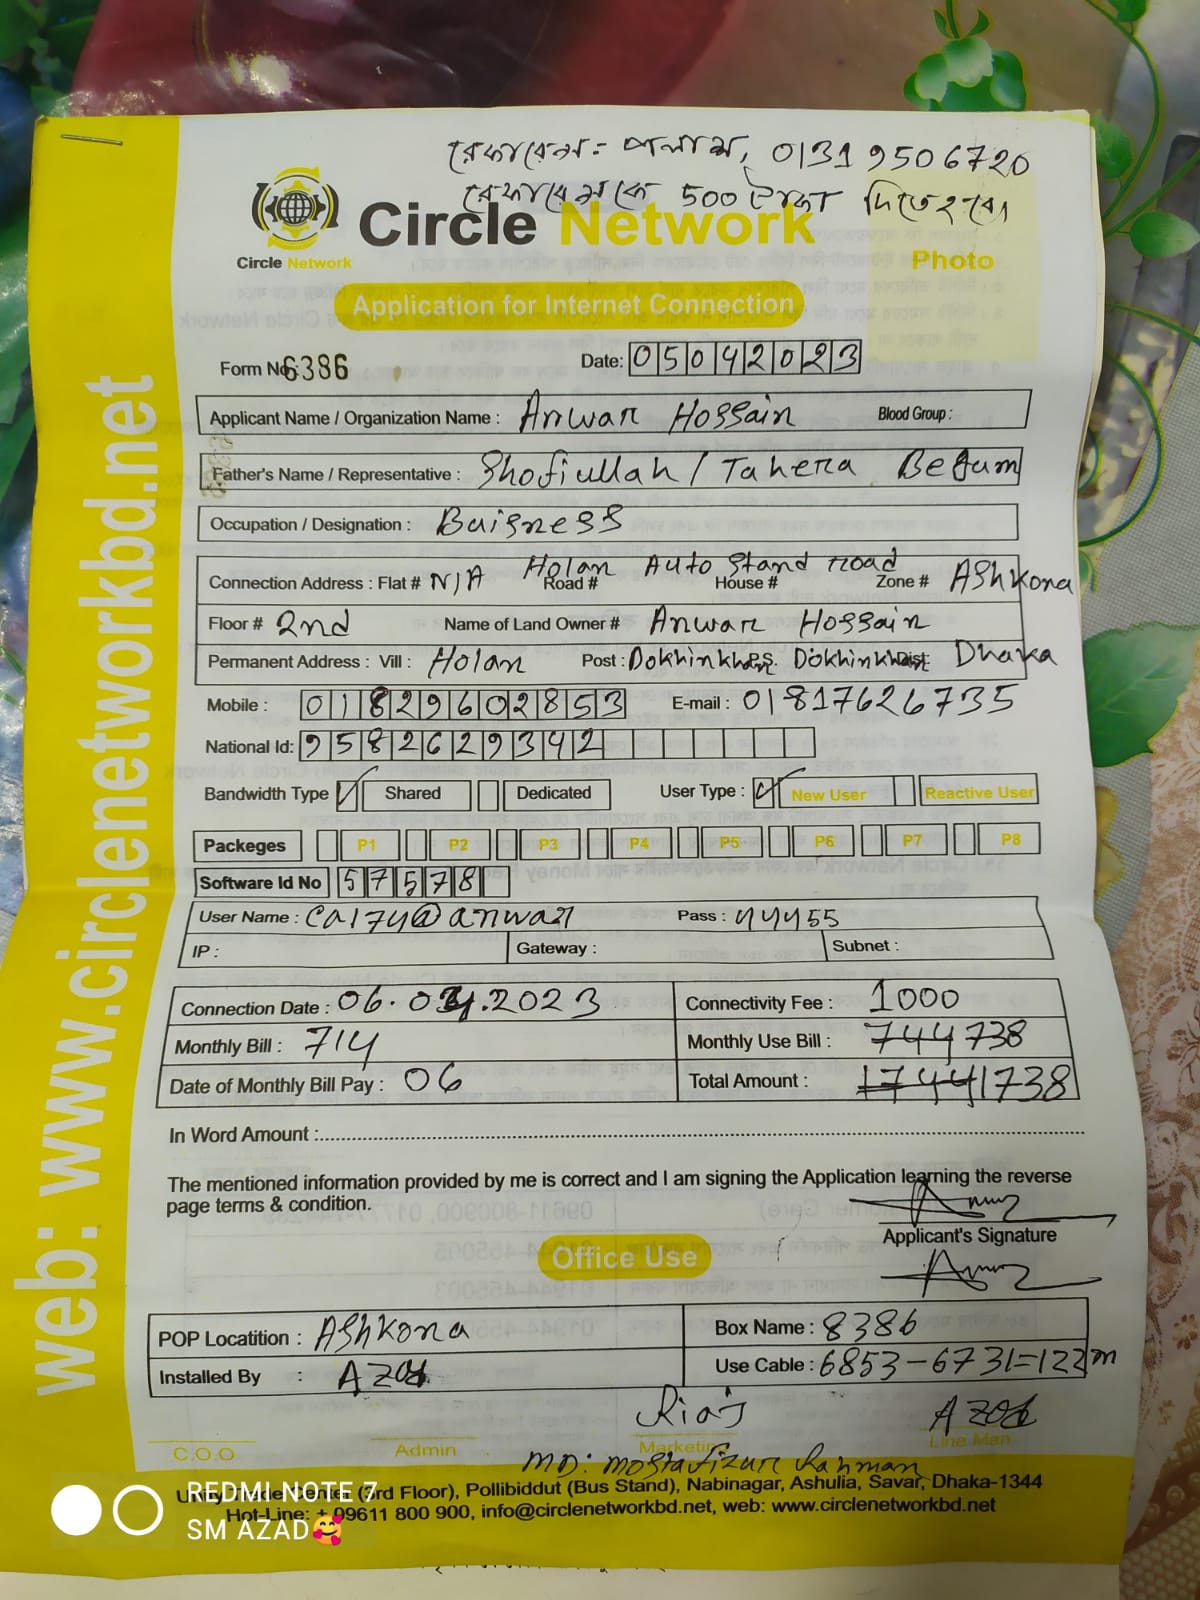 রেফারেন্স:- পলাশ, 01319506720
রেফারেন্সকে 500 টাকা দিতে হবে।
Circle Network
Circle Network
Photo
Application for Internet Connection
Form No 6386 Date: 05042023
Applicant Name / Organization Name : Anwar Hossain Blood Group :
Father's Name / Representative : Shofiullah / Tahera Begum
Occupation / Designation : Buisness
Holan Auto Stand road
Connection Address : Flat # N/A Road # House # Zone # Ashkona
Floor # 2nd Name of Land Owner # Anwar Hossain
Permanent Address : Vill : Holan Post : Dokhinkhan P.S. Dokhinkhan Dist: Dhaka
Mobile : 01829602853 E-mail : 01817626735
National Id: 9582629342
Bandwidth Type Shared Dedicated User Type : New User Reactive User
Packeges P1 P2 P3 P4 P5 P6 P7 P8
Software Id No 57578
User Name : ca174@anwar Pass : 44455
IP : Gateway : Subnet :
Connection Date : 06.04.2023 Connectivity Fee : 1000
Monthly Bill : 714 Monthly Use Bill : 744 738
Date of Monthly Bill Pay : 06 Total Amount : 1744 1738
In Word Amount :
The mentioned information provided by me is correct and I am signing the Application learning the reverse
page terms & condition.
Applicant's Signature
Office Use
POP Locatition : Ashkona Box Name : 8386
Installed By : Azad Use Cable : 6853-6731=122m
Riaj Azad
C.O.O Admin Marketing Line Man
MD: Mostafizur Rahman
(3rd Floor), Pollibiddut (Bus Stand), Nabinagar, Ashulia, Savar, Dhaka-1344
Hot-Line: + 09611 800 900, info@circlenetworkbd.net, web: www.circlenetworkbd.net
web: www.circlenetworkbd.net
REDMI NOTE 7
SM AZAD🥰